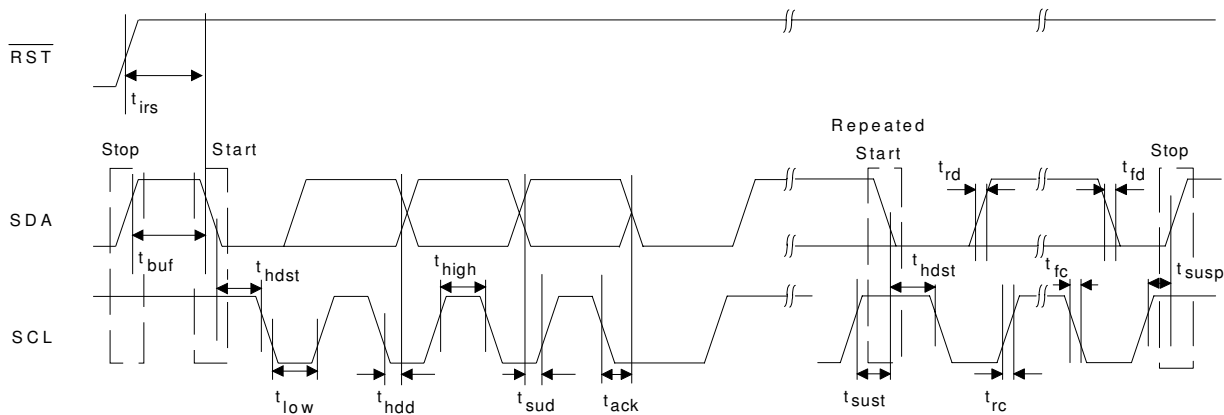 RST
t irs
Repeated
Stop Start Start Stop
t rd t fd
SDA
t buf t hdst t high t hdst t fc t susp
SCL
t low t hdd t sud t ack t sust t rc